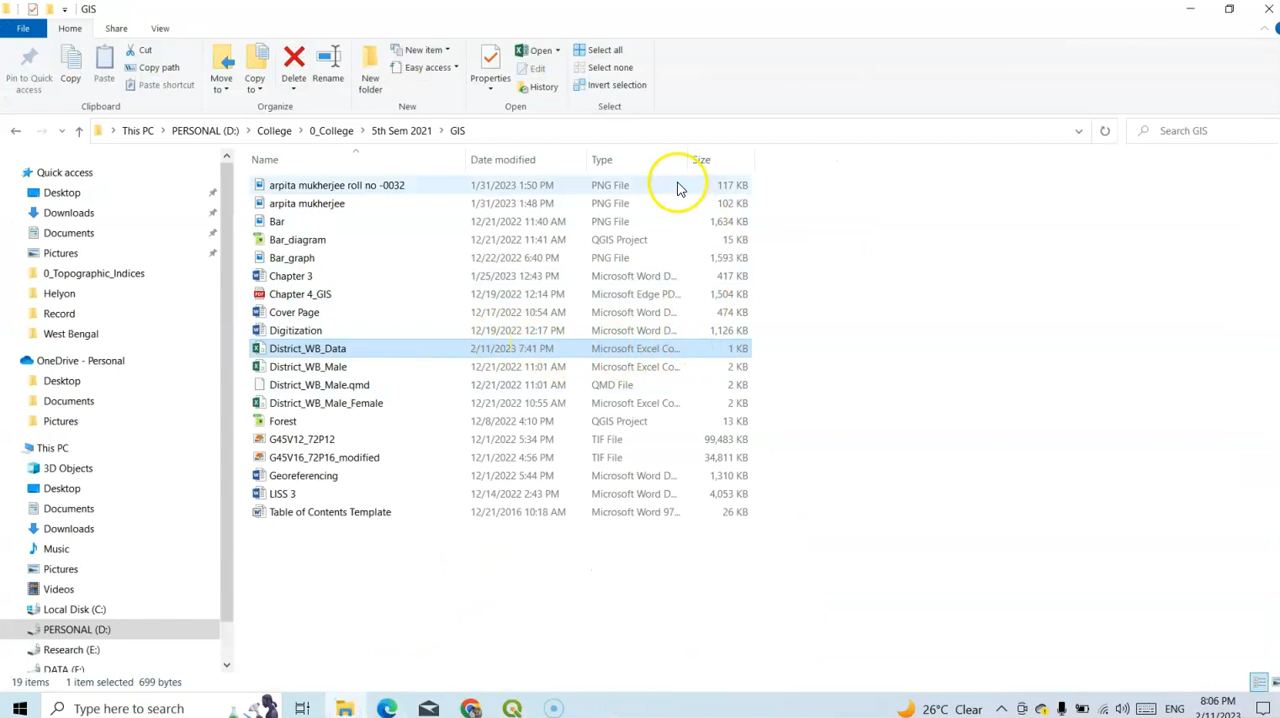 GIS
File Home Share View
Pin to Quick access
Copy
Paste
Cut
Copy path
Paste shortcut
Clipboard
Move to
Copy to
Delete
Rename
Organize
New folder
New item
Easy access
New
Properties
Open
Edit
History
Open
Select all
Select none
Invert selection
Select
This PC PERSONAL (D:) College 0_College 5th Sem 2021 GIS
Search GIS
Quick access
Desktop
Downloads
Documents
Pictures
0_Topographic_Indices
Helyon
Record
West Bengal
OneDrive - Personal
Desktop
Documents
Pictures
This PC
3D Objects
Desktop
Documents
Downloads
Music
Pictures
Videos
Local Disk (C:)
PERSONAL (D:)
Research (E:)
DATA (F:)
Name Date modified Type Size
arpita mukherjee roll no -0032 1/31/2023 1:50 PM PNG File 117 KB
arpita mukherjee 1/31/2023 1:48 PM PNG File 102 KB
Bar 12/21/2022 11:40 AM PNG File 1,634 KB
Bar_diagram 12/21/2022 11:41 AM QGIS Project 15 KB
Bar_graph 12/22/2022 6:40 PM PNG File 1,593 KB
Chapter 3 1/25/2023 12:43 PM Microsoft Word D... 417 KB
Chapter 4_GIS 12/19/2022 12:14 PM Microsoft Edge PD... 1,504 KB
Cover Page 12/17/2022 10:54 AM Microsoft Word D... 474 KB
Digitization 12/19/2022 12:17 PM Microsoft Word D... 1,126 KB
District_WB_Data 2/11/2023 7:41 PM Microsoft Excel Co... 1 KB
District_WB_Male 12/21/2022 11:01 AM Microsoft Excel Co... 2 KB
District_WB_Male.qmd 12/21/2022 11:01 AM QMD File 2 KB
District_WB_Male_Female 12/21/2022 10:55 AM Microsoft Excel Co... 2 KB
Forest 12/8/2022 4:10 PM QGIS Project 13 KB
G45V12_72P12 12/1/2022 5:34 PM TIF File 99,483 KB
G45V16_72P16_modified 12/1/2022 4:56 PM TIF File 34,811 KB
Georeferencing 12/1/2022 5:44 PM Microsoft Word D... 1,310 KB
LISS 3 12/14/2022 2:43 PM Microsoft Word D... 4,053 KB
Table of Contents Template 12/21/2016 10:18 AM Microsoft Word 97... 26 KB
19 items 1 item selected 699 bytes
Type here to search
26°C Clear
ENG
8:06 PM
2/11/2023